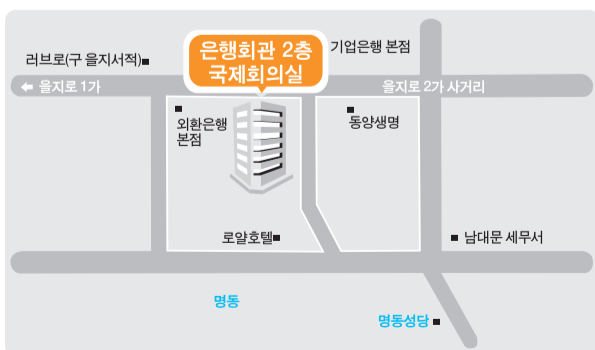 은행회관 2층
국제회의실
기업은행 본점
러브로(구 을지서적)
을지로 1가
을지로 2가 사거리
외환은행
본점
동양생명
로얄호텔
남대문 세무서
명동
명동성당